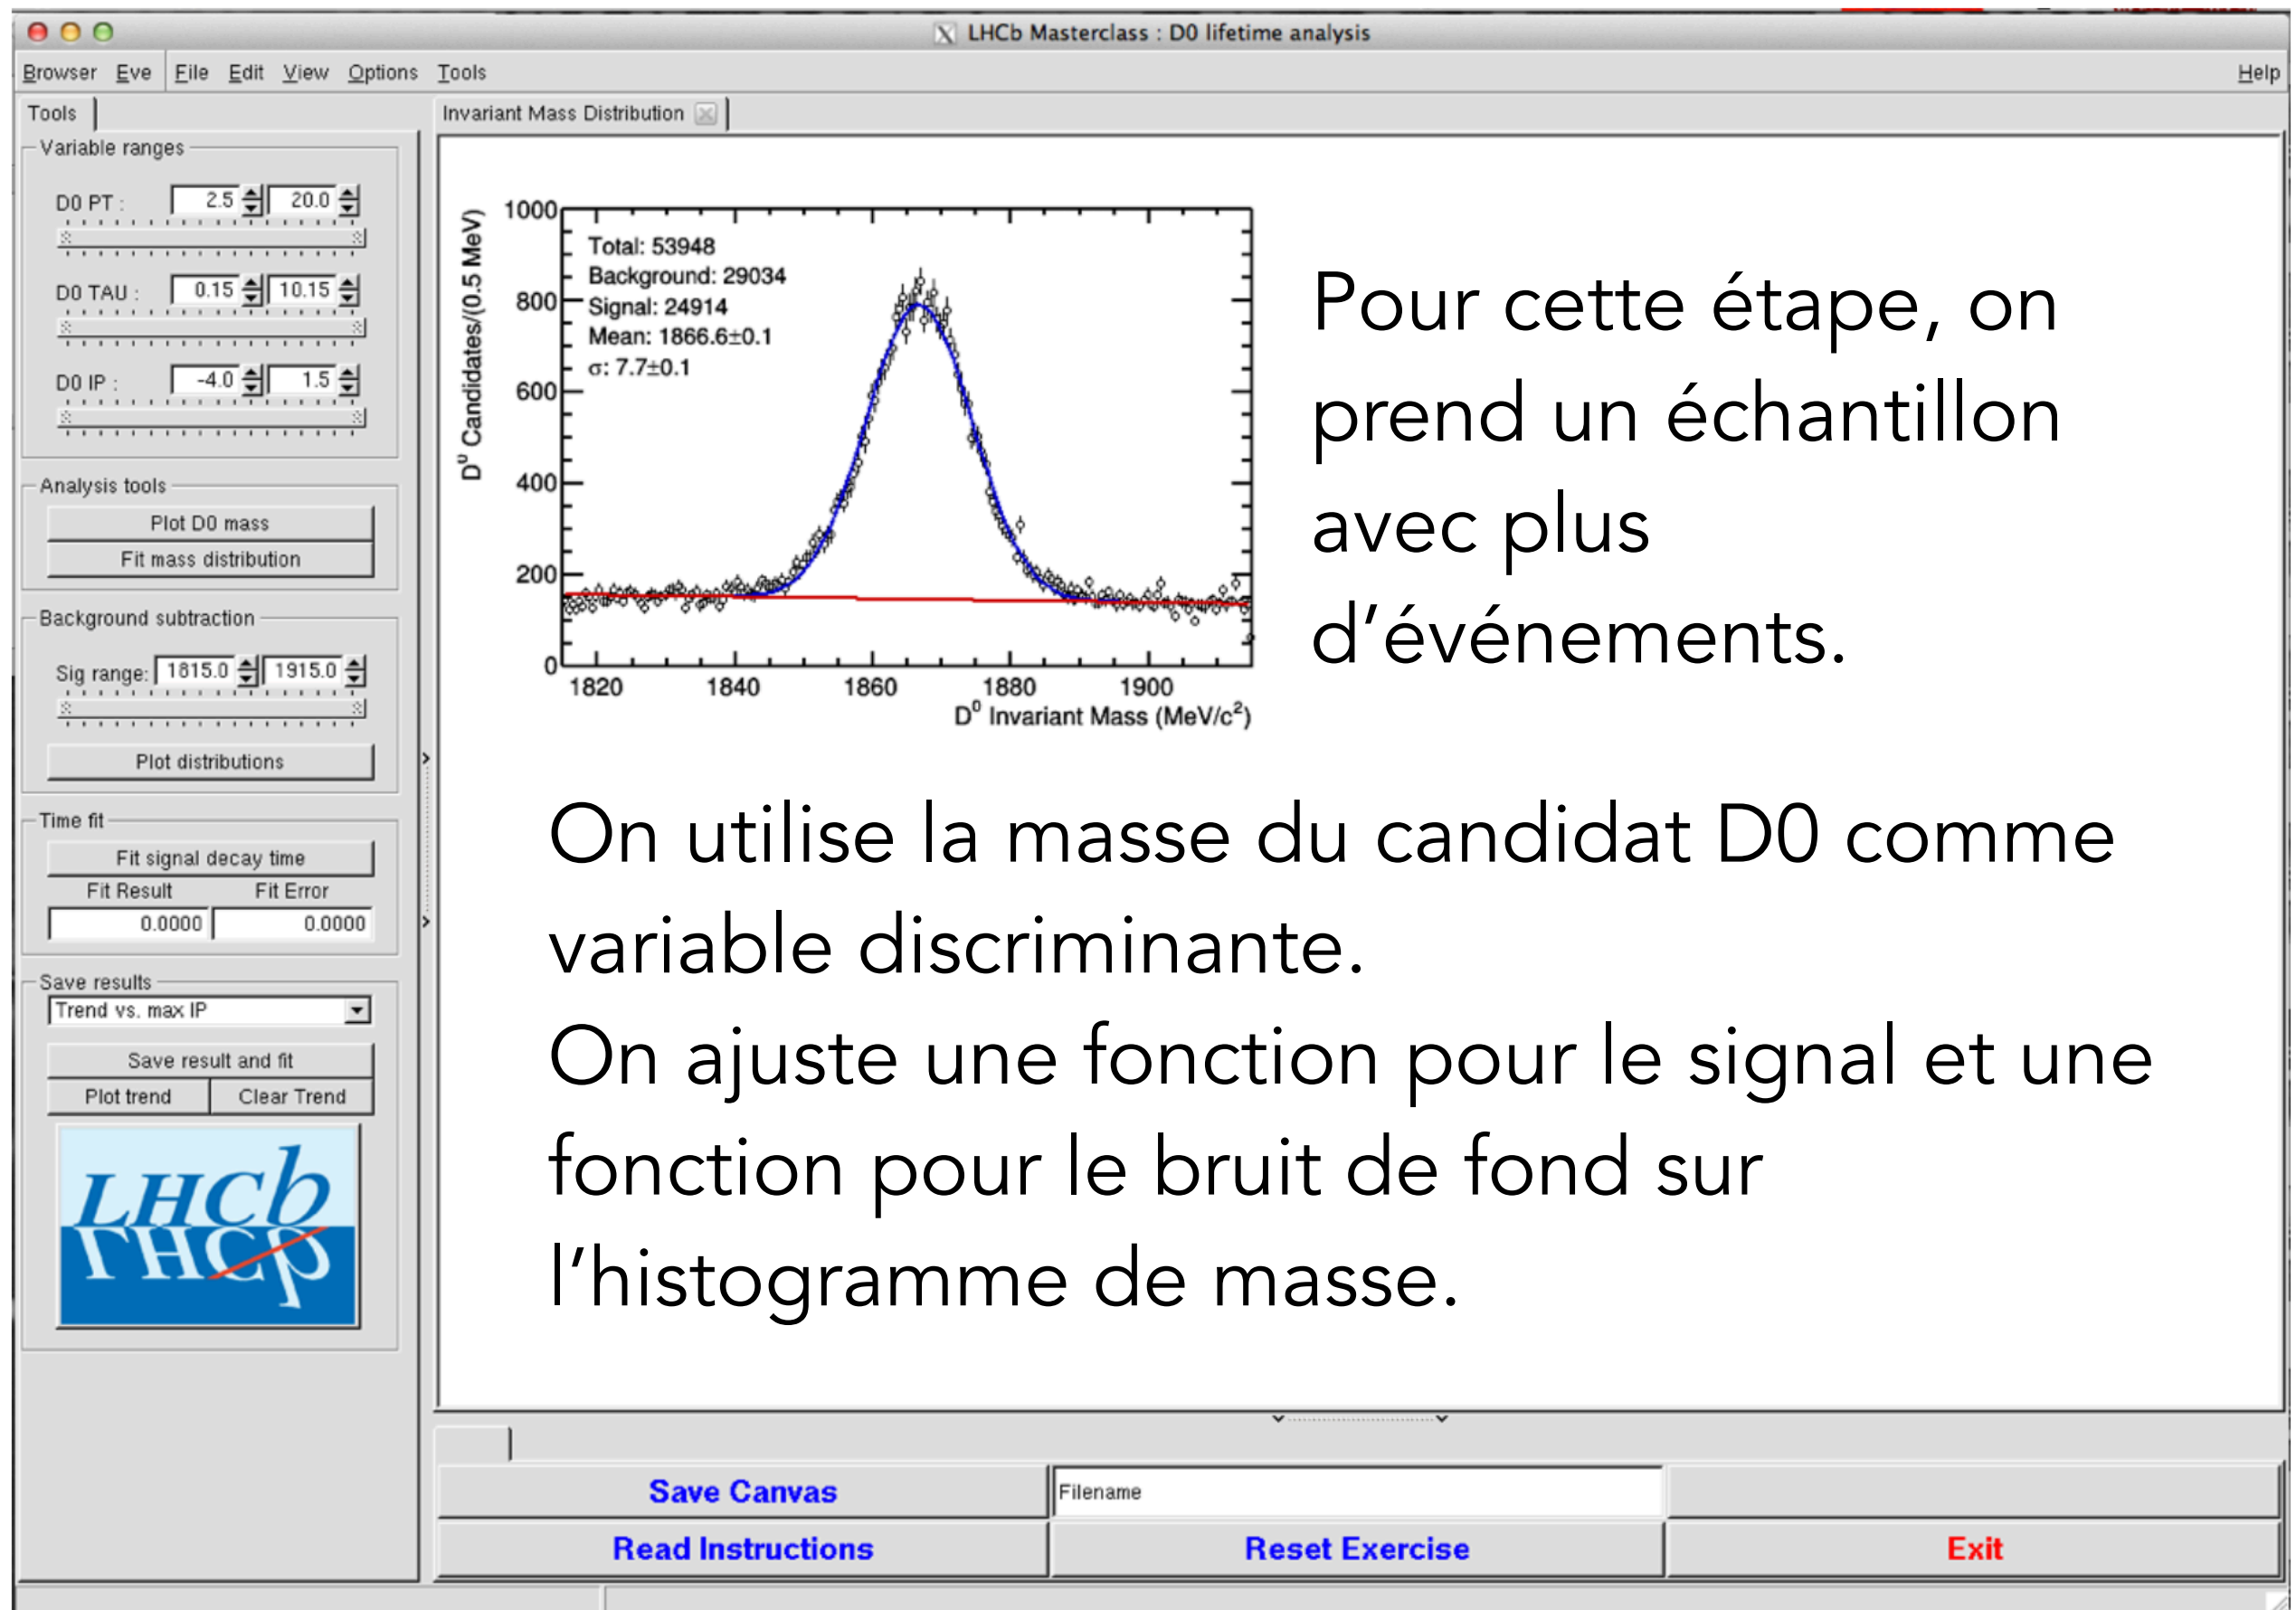 LHCb Masterclass : D0 lifetime analysis
Browser Eve File Edit View Options Tools Help
Tools
Invariant Mass Distribution
Variable ranges
D0 PT : 2.5 20.0
D0 TAU : 0.15 10.15
D0 IP : -4.0 1.5
Analysis tools
Plot D0 mass
Fit mass distribution
Background subtraction
Sig range: 1815.0 1915.0
Plot distributions
Time fit
Fit signal decay time
Fit Result Fit Error
0.0000 0.0000
Save results
Trend vs. max IP
Save result and fit
Plot trend Clear Trend
LHCb
LHCb
D⁰ Candidates/(0.5 MeV)
1000
800
600
400
200
0
Total: 53948
Background: 29034
Signal: 24914
Mean: 1866.6±0.1
σ: 7.7±0.1
1820 1840 1860 1880 1900
D⁰ Invariant Mass (MeV/c²)
Pour cette étape, on
prend un échantillon
avec plus
d’événements.
On utilise la masse du candidat D0 comme
variable discriminante.
On ajuste une fonction pour le signal et une
fonction pour le bruit de fond sur
l’histogramme de masse.
Save Canvas Filename
Read Instructions Reset Exercise Exit